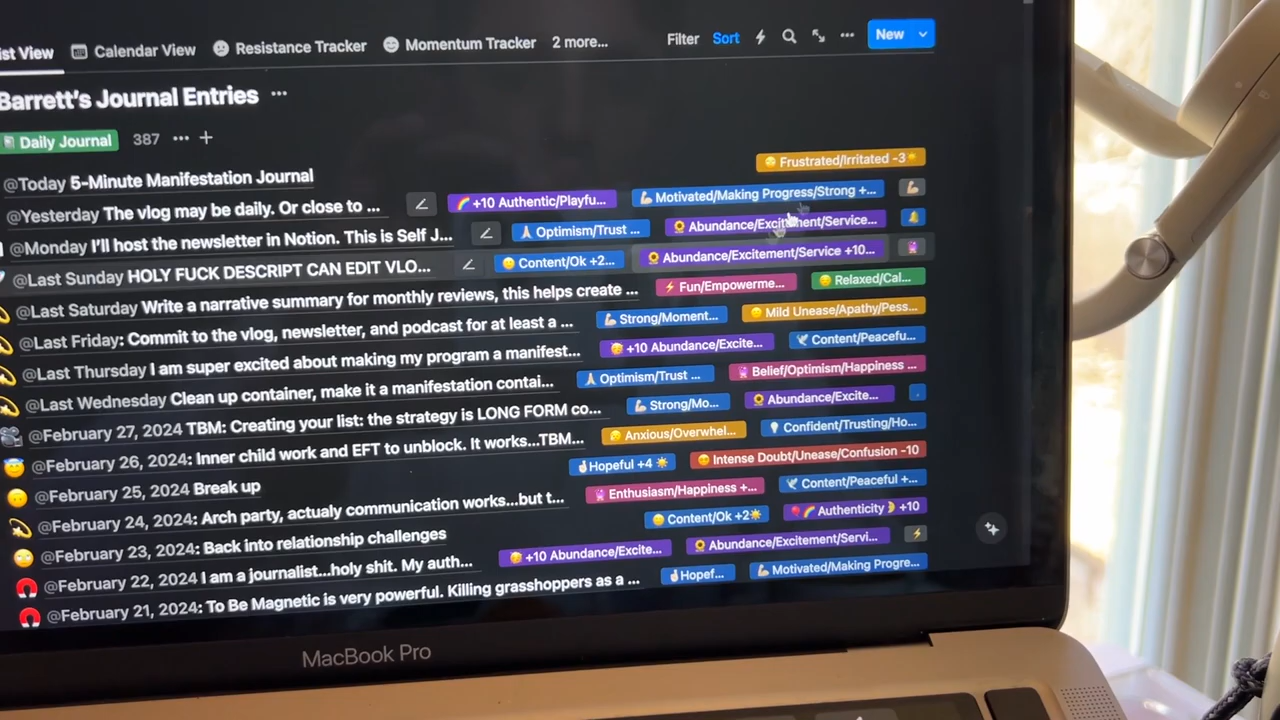 ist View Calendar View Resistance Tracker Momentum Tracker 2 more... Filter Sort New
Barrett's Journal Entries ...
Daily Journal 387 ... +
@Today 5-Minute Manifestation Journal Frustrated/Irritated -3
@Yesterday The vlog may be daily. Or close to ... +10 Authentic/Playfu... Motivated/Making Progress/Strong +...
@Monday I'll host the newsletter in Notion. This is Self J... Optimism/Trust ... Abundance/Excitement/Service...
@Last Sunday HOLY FUCK DESCRIPT CAN EDIT VLO... Content/Ok +2... Abundance/Excitement/Service +10...
@Last Saturday Write a narrative summary for monthly reviews, this helps create ... Fun/Empowerme... Relaxed/Cal...
@Last Friday: Commit to the vlog, newsletter, and podcast for at least a ... Strong/Moment... Mild Unease/Apathy/Pess...
@Last Thursday I am super excited about making my program a manifest... +10 Abundance/Excite... Content/Peacefu...
@Last Wednesday Clean up container, make it a manifestation contai... Optimism/Trust ... Belief/Optimism/Happiness ...
@February 27, 2024 TBM: Creating your list: the strategy is LONG FORM co... Strong/Mo... Abundance/Excite...
@February 26, 2024: Inner child work and EFT to unblock. It works...TBM... Anxious/Overwhel... Confident/Trusting/Ho...
@February 25, 2024 Break up Hopeful +4 Intense Doubt/Unease/Confusion -10
@February 24, 2024: Arch party, actualy communication works...but t... Enthusiasm/Happiness +... Content/Peaceful +...
@February 23, 2024: Back into relationship challenges Content/Ok +2 Authenticity +10
@February 22, 2024 I am a journalist...holy shit. My auth... +10 Abundance/Excite... Abundance/Excitement/Servi...
@February 21, 2024: To Be Magnetic is very powerful. Killing grasshoppers as a ... Hopef... Motivated/Making Progre...
MacBook Pro